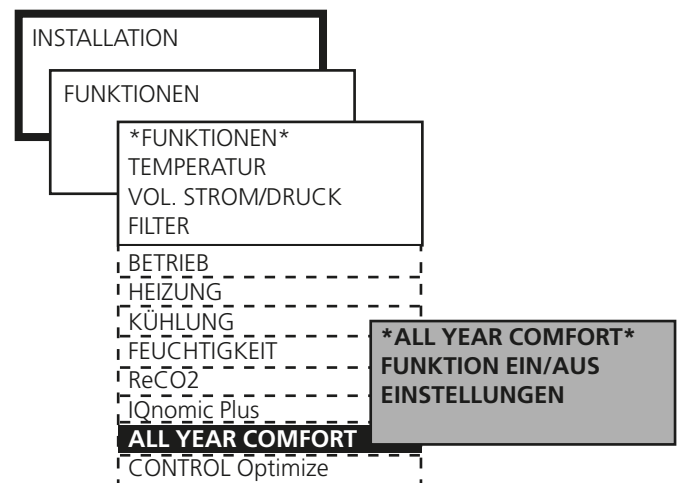 INSTALLATION
FUNKTIONEN
*FUNKTIONEN*
TEMPERATUR
VOL. STROM/DRUCK
FILTER
BETRIEB
HEIZUNG
KÜHLUNG
FEUCHTIGKEIT
ReCO2
IQnomic Plus
ALL YEAR COMFORT
CONTROL Optimize
*ALL YEAR COMFORT*
FUNKTION EIN/AUS
EINSTELLUNGEN